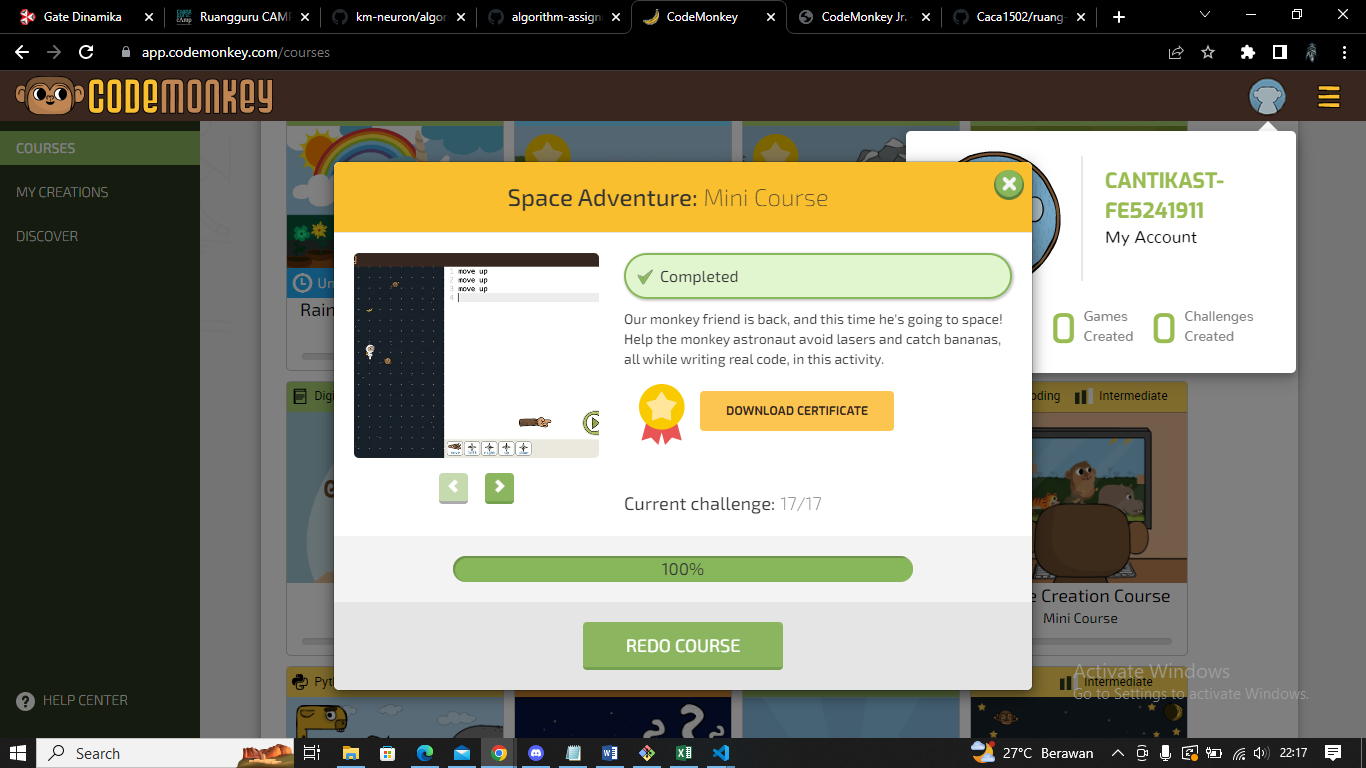 Gate Dinamika
Ruangguru CAMP
km-neuron/algor
algorithm-assign
CodeMonkey
CodeMonkey Jr.
Caca1502/ruang-
app.codemonkey.com/courses
CODEMONKEY
COURSES
MY CREATIONS
DISCOVER
HELP CENTER
CANTIKAST-
FE5241911
My Account
0 Games
Created
0 Challenges
Created
Space Adventure: Mini Course
1 move up
2 move up
3 move up
4
Completed
Our monkey friend is back, and this time he's going to space!
Help the monkey astronaut avoid lasers and catch bananas,
all while writing real code, in this activity.
DOWNLOAD CERTIFICATE
Current challenge: 17/17
100%
REDO COURSE
Un
Rain
Digi
oding
Intermediate
e Creation Course
Mini Course
Pyt
Intermediate
Activate Windows
Go to Settings to activate Windows.
Search
27°C Berawan
22:17